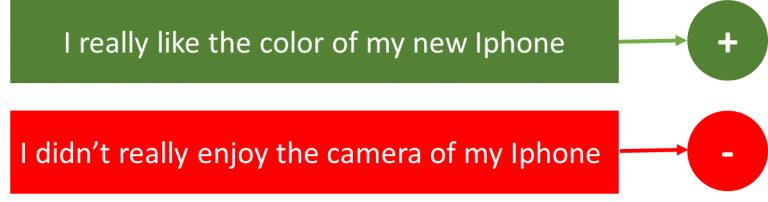 I really like the color of my new Iphone
+
I didn’t really enjoy the camera of my Iphone
-